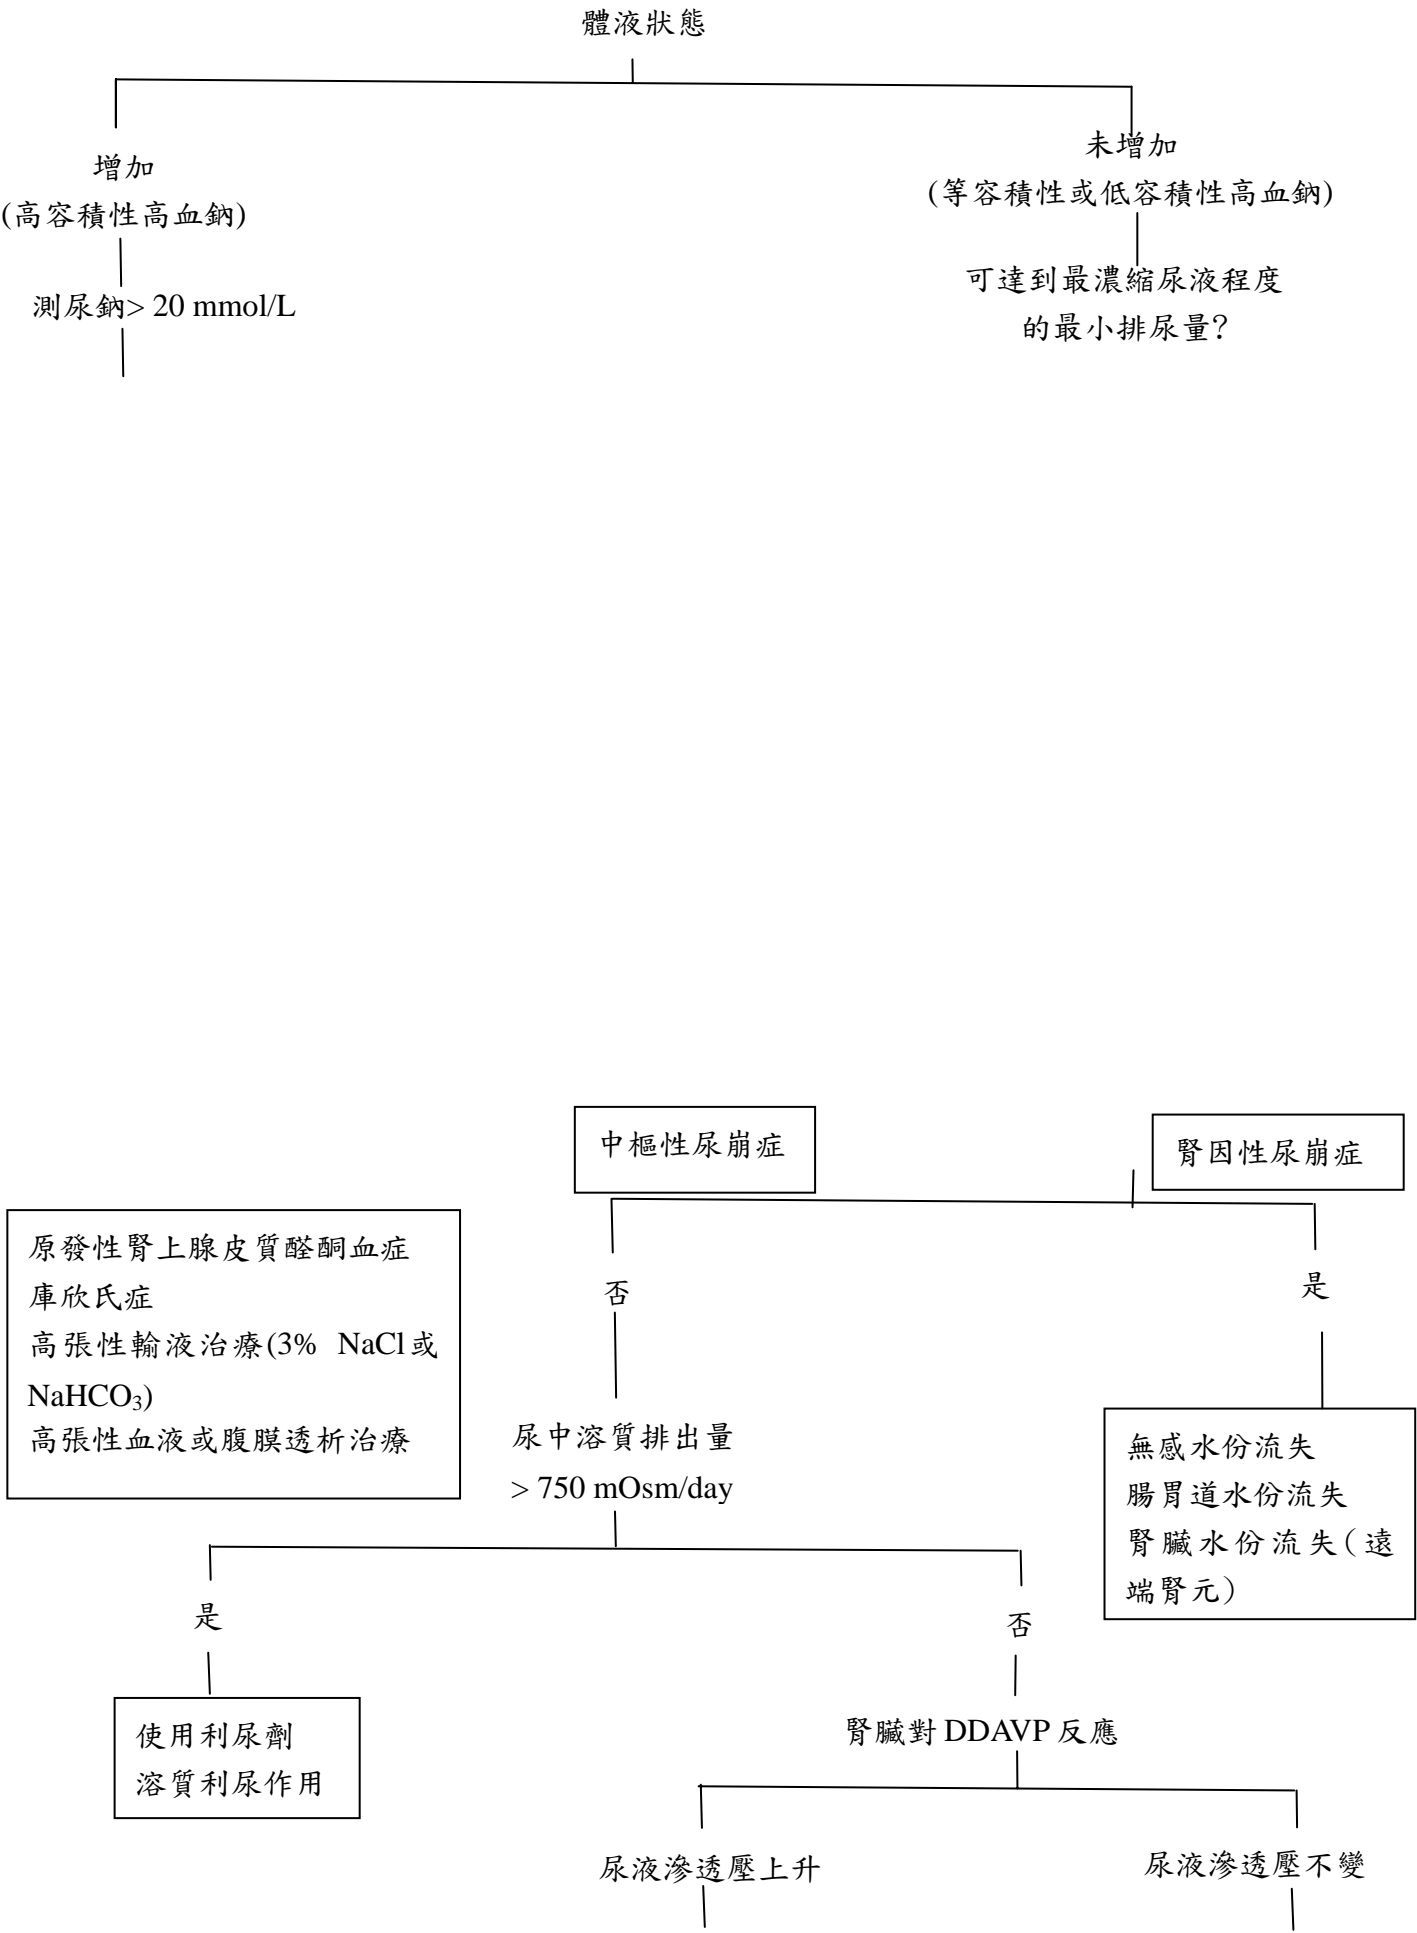 體液狀態
增加
(高容積性高血鈉)
測尿鈉> 20 mmol/L
未增加
(等容積性或低容積性高血鈉)
可達到最濃縮尿液程度
的最小排尿量?
中樞性尿崩症
腎因性尿崩症
原發性腎上腺皮質醛酮血症
庫欣氏症
高張性輸液治療(3% NaCl或
NaHCO₃)
高張性血液或腹膜透析治療
否
是
尿中溶質排出量
> 750 mOsm/day
無感水份流失
腸胃道水份流失
腎臟水份流失(遠
端腎元)
是
否
使用利尿劑
溶質利尿作用
腎臟對 DDAVP 反應
尿液滲透壓上升
尿液滲透壓不變